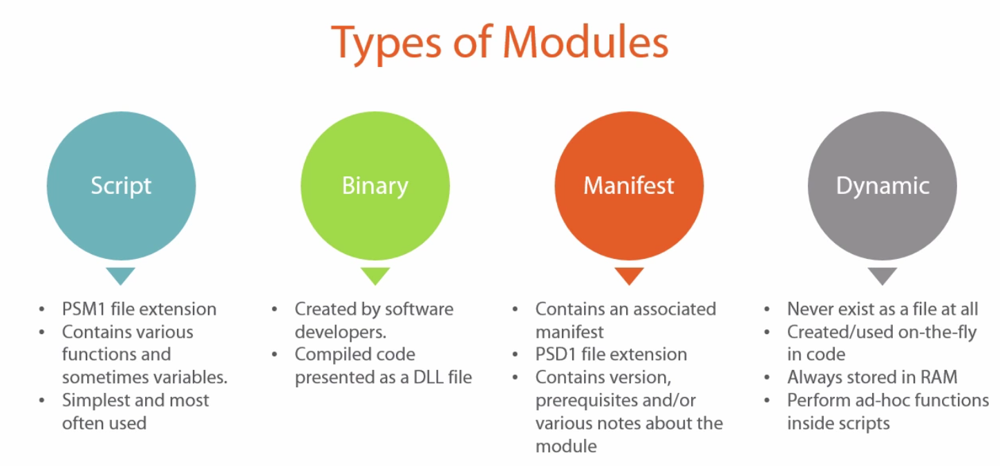 Types of Modules
Script
• PSM1 file extension
• Contains various
functions and
sometimes variables.
• Simplest and most
often used
Binary
• Created by software
developers.
• Compiled code
presented as a DLL file
Manifest
• Contains an associated
manifest
• PSD1 file extension
• Contains version,
prerequisites and/or
various notes about the
module
Dynamic
• Never exist as a file at all
• Created/used on-the-fly
in code
• Always stored in RAM
• Perform ad-hoc functions
inside scripts